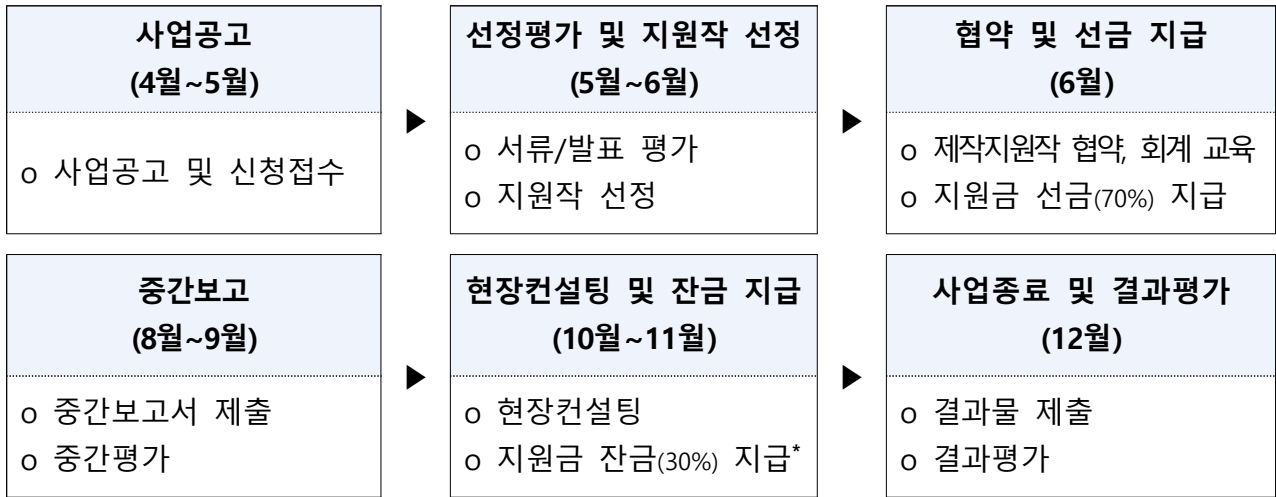 사업공고
(4월~5월)
o 사업공고 및 신청접수
▶
선정평가 및 지원작 선정
(5월~6월)
o 서류/발표 평가
o 지원작 선정
▶
협약 및 선금 지급
(6월)
o 제작지원작 협약, 회계 교육
o 지원금 선금(70%) 지급
중간보고
(8월~9월)
o 중간보고서 제출
o 중간평가
▶
현장컨설팅 및 잔금 지급
(10월~11월)
o 현장컨설팅
o 지원금 잔금(30%) 지급*
▶
사업종료 및 결과평가
(12월)
o 결과물 제출
o 결과평가